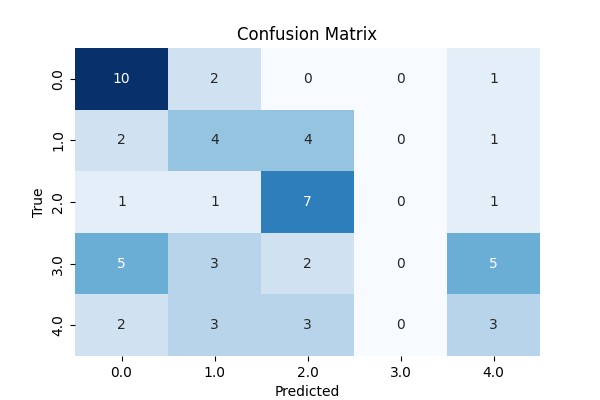 Confusion Matrix
True
0.0 10 2 0 0 1
1.0 2 4 4 0 1
2.0 1 1 7 0 1
3.0 5 3 2 0 5
4.0 2 3 3 0 3
0.0 1.0 2.0 3.0 4.0
Predicted